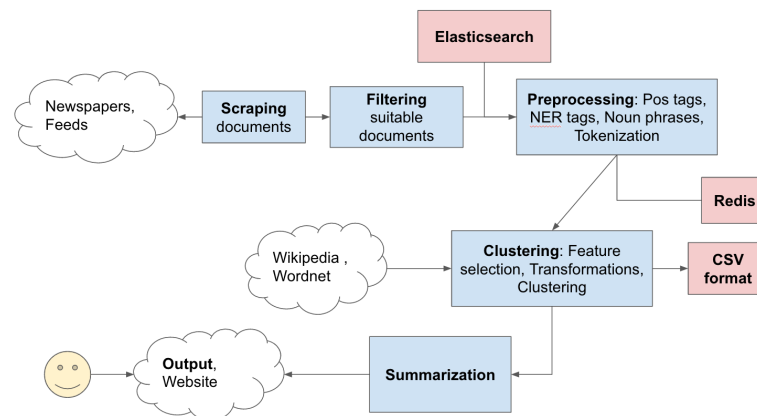 Elasticsearch
Newspapers,
Feeds
Scraping
documents
Filtering
suitable
documents
Preprocessing: Pos tags,
NER tags, Noun phrases,
Tokenization
Redis
Wikipedia ,
Wordnet
Clustering: Feature
selection, Transformations,
Clustering
CSV
format
Output,
Website
Summarization